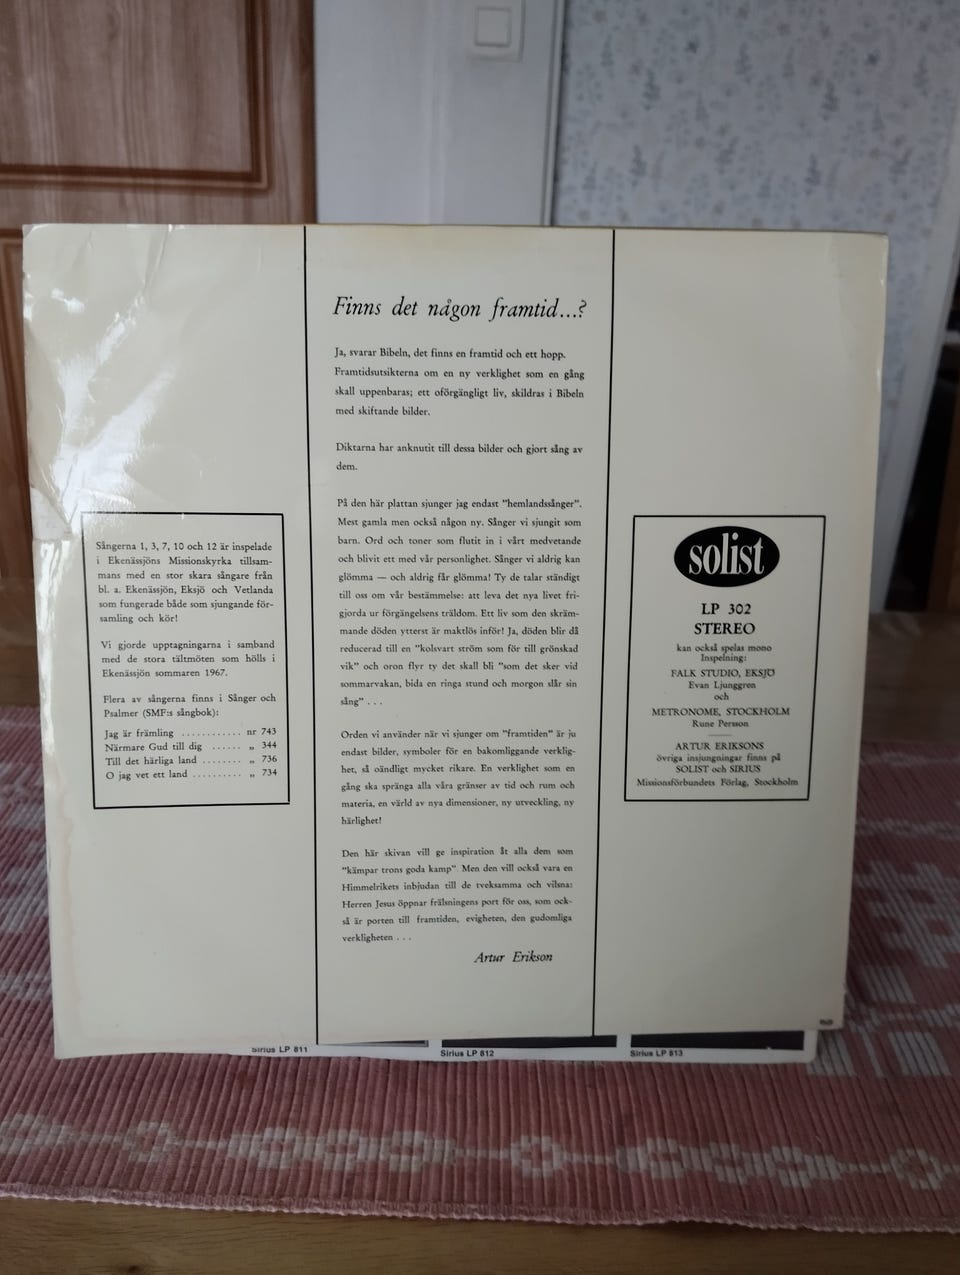 Finns det någon framtid...?
Ja, svarar Bibeln, det finns en framtid och ett hopp.
Framtidsutsikterna om en ny verklighet som en gång
skall uppenbaras; ett oförgängligt liv, skildras i Bibeln
med skiftande bilder.
Diktarna har anknutit till dessa bilder och gjort sång av
dem.
På den här plattan sjunger jag endast "hemlandssånger".
Mest gamla men också någon ny. Sånger vi sjungit som
barn. Ord och toner som flutit in i vårt medvetande
och blivit ett med vår personlighet. Sånger vi aldrig kan
glömma — och aldrig får glömma! Ty de talar ständigt
till oss om vår bestämmelse: att leva det nya livet fri-
gjorda ur förgängelsens träldom. Ett liv som den skräm-
mande döden ytterst är maktlös inför! Ja, döden blir då
reducerad till en "kolsvart ström som för till grönskad
vik" och oron flyr ty det skall bli "som det sker vid
sommarvakan, bida en ringa stund och morgon slår sin
sång" . . .
Orden vi använder när vi sjunger om "framtiden" är ju
endast bilder, symboler för en bakomliggande verklig-
het, så oändligt mycket rikare. En verklighet som en
gång ska spränga alla våra gränser av tid och rum och
materia, en värld av nya dimensioner, ny utveckling, ny
härlighet!
Den här skivan vill ge inspiration åt alla dem som
"kämpar trons goda kamp". Men den vill också vara en
Himmelrikets inbjudan till de tveksamma och vilsna:
Herren Jesus öppnar frälsningens port för oss, som ock-
så är porten till framtiden, evigheten, den gudomliga
verkligheten . . .
Artur Erikson
Sångerna 1, 3, 7, 10 och 12 är inspelade
i Ekenässjöns Missionskyrka tillsam-
mans med en stor skara sångare från
bl. a. Ekenässjön, Eksjö och Vetlanda
som fungerade både som sjungande för-
samling och kör!
Vi gjorde upptagningarna i samband
med de stora tältmöten som hölls i
Ekenässjön sommaren 1967.
Flera av sångerna finns i Sånger och
Psalmer (SMF:s sångbok):
Jag är främling . . . . . . . . . . . . nr 743
Närmare Gud till dig . . . . . . „ 344
Till det härliga land . . . . . . . . „ 736
O jag vet ett land . . . . . . . . . . „ 734
solist
LP 302
STEREO
kan också spelas mono
Inspelning:
FALK STUDIO, EKSJÖ
Evan Ljunggren
och
METRONOME, STOCKHOLM
Rune Persson
ARTUR ERIKSONS
övriga insjungningar finns på
SOLIST och SIRIUS
Missionsförbundets Förlag, Stockholm
Sirius LP 811
Sirius LP 812
Sirius LP 813